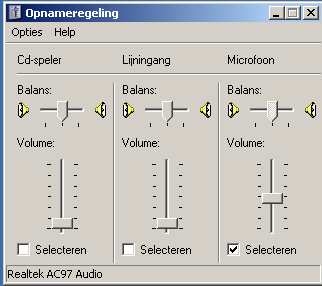 Opnameregeling
Opties Help
Cd-speler Lijningang Microfoon
Balans: Balans: Balans:
Volume: Volume: Volume:
Selecteren Selecteren Selecteren
Realtek AC97 Audio